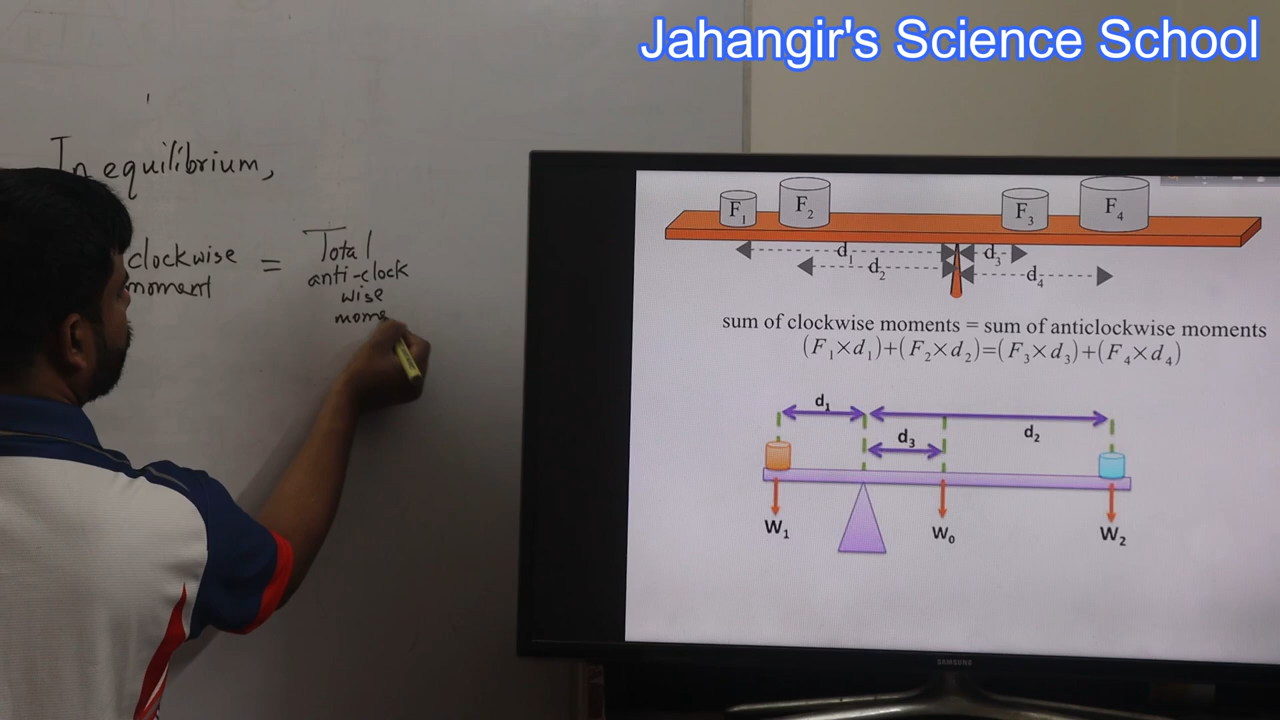 Jahangir's Science School
In equilibrium,
clockwise = Total
moment anti-clock
wise
mome
F₁ F₂ F₃ F₄
d₁ d₃
d₂ d₄
sum of clockwise moments = sum of anticlockwise moments
(F₁×d₁)+(F₂×d₂)=(F₃×d₃)+(F₄×d₄)
d₁
d₃ d₂
W₁ W₀ W₂
SAMSUNG